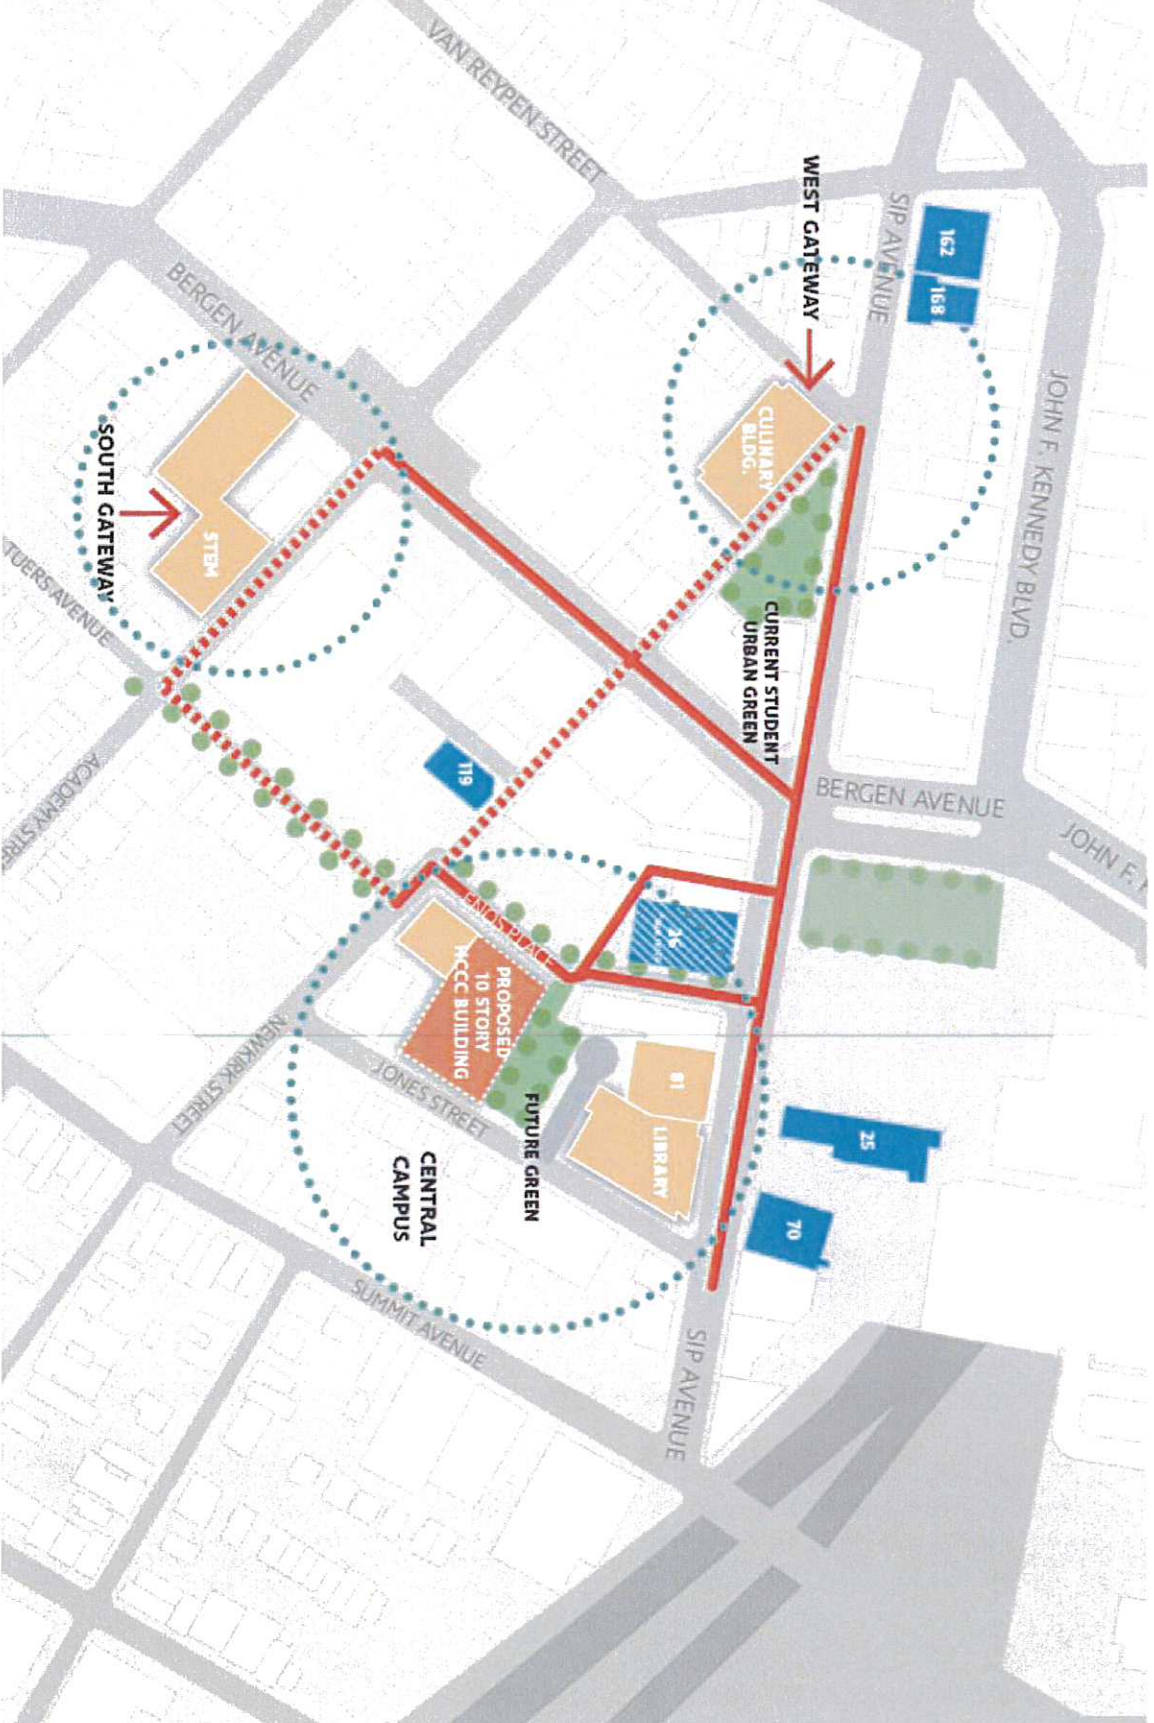 JOHN F. KENNEDY BLVD.
JOHN F.
162
168
SIP AVENUE
WEST GATEWAY
VAN REYPEN STREET
CULINARY
BLDG.
CURRENT STUDENT
URBAN GREEN
BERGEN AVENUE
BERGEN AVENUE
STEM
SOUTH GATEWAY
TUERS AVENUE
119
26
ENOS PLACE
PROPOSED
10 STORY
HCCC BUILDING
81
LIBRARY
25
70
FUTURE GREEN
JONES STREET
NEWKIRK STREET
CENTRAL
CAMPUS
SUMMIT AVENUE
SIP AVENUE